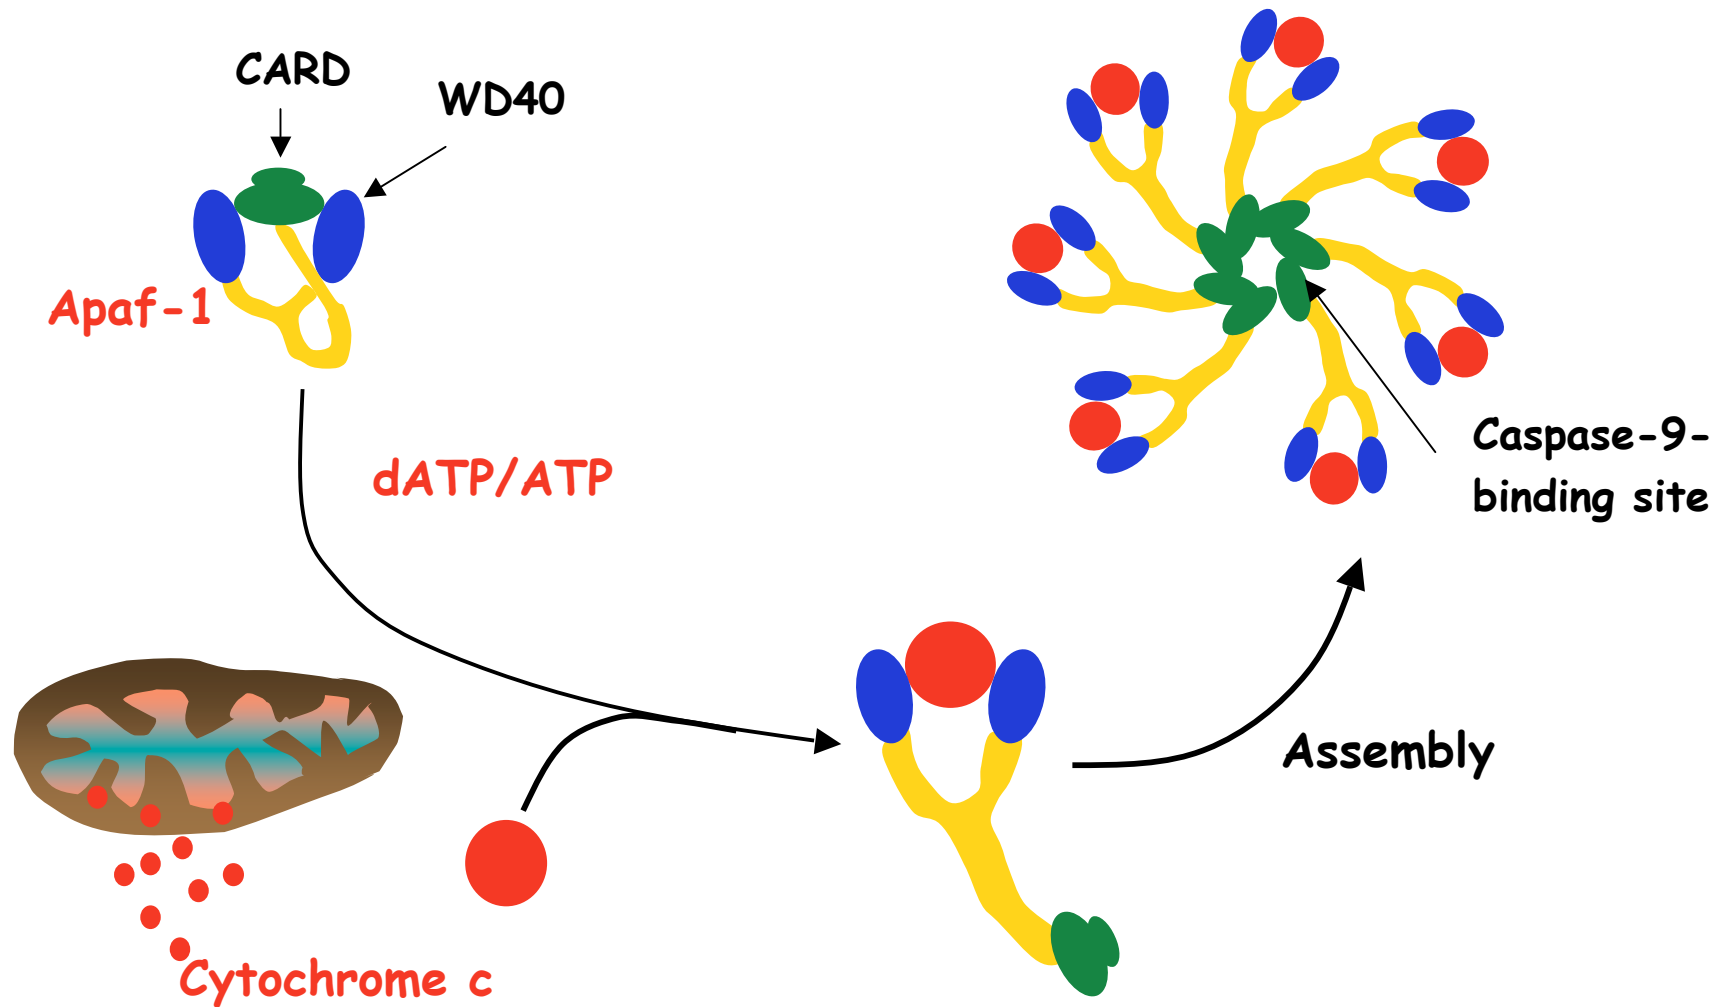 CARD
WD40
Apaf-1
dATP/ATP
Caspase-9-
binding site
Assembly
Cytochrome c